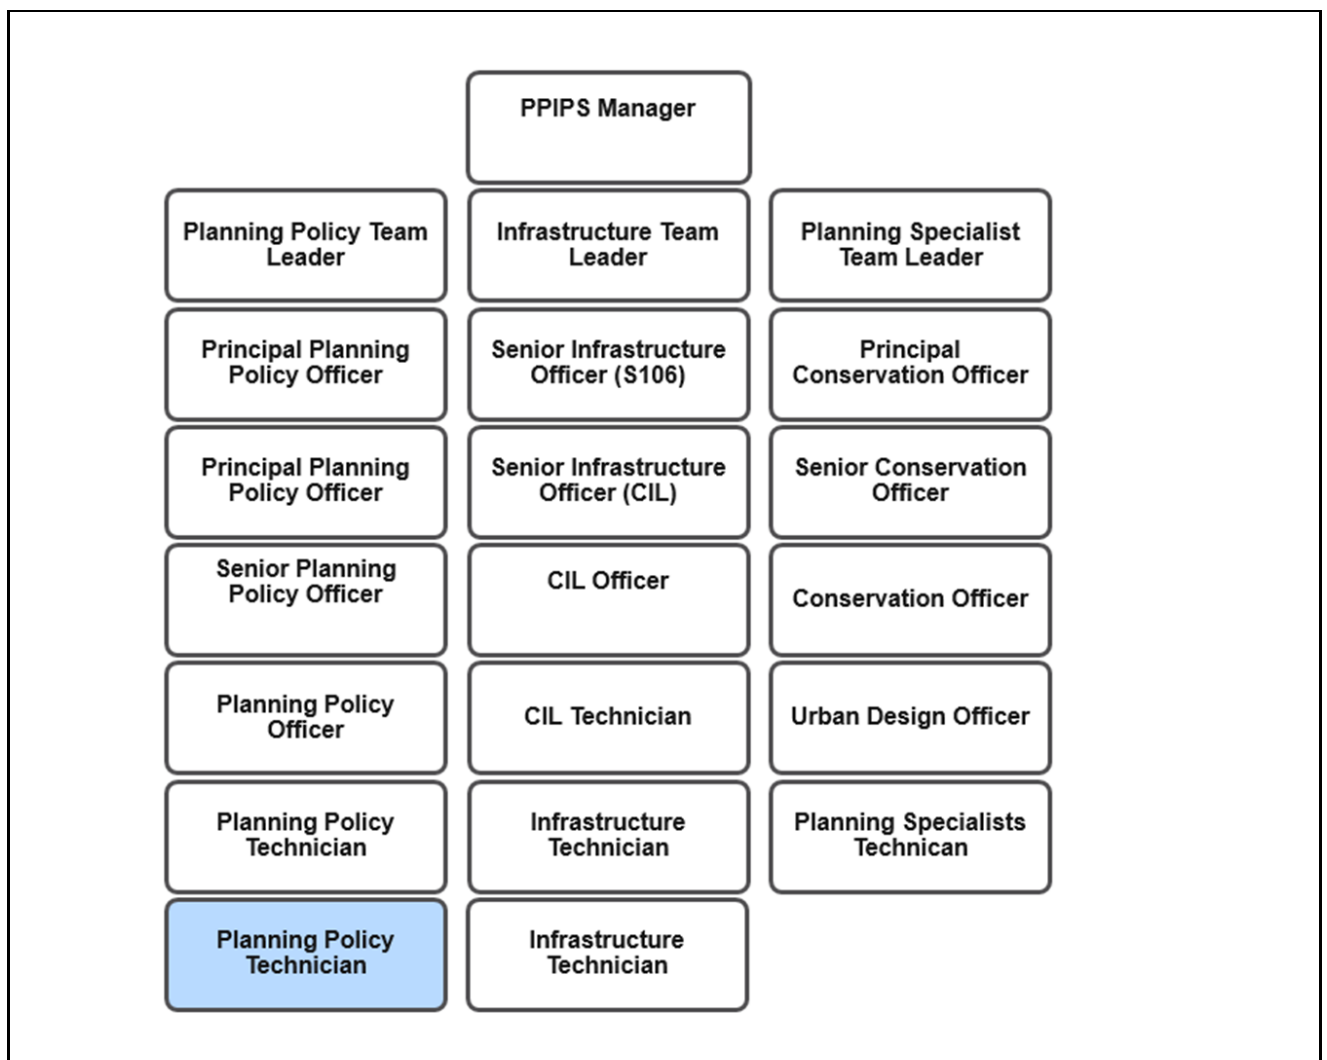 PPIPS Manager
Planning Policy Team
Leader
Infrastructure Team
Leader
Planning Specialist
Team Leader
Principal Planning
Policy Officer
Senior Infrastructure
Officer (S106)
Principal
Conservation Officer
Principal Planning
Policy Officer
Senior Infrastructure
Officer (CIL)
Senior Conservation
Officer
Senior Planning
Policy Officer
CIL Officer
Conservation Officer
Planning Policy
Officer
CIL Technician
Urban Design Officer
Planning Policy
Technician
Infrastructure
Technician
Planning Specialists
Technican
Planning Policy
Technician
Infrastructure
Technician